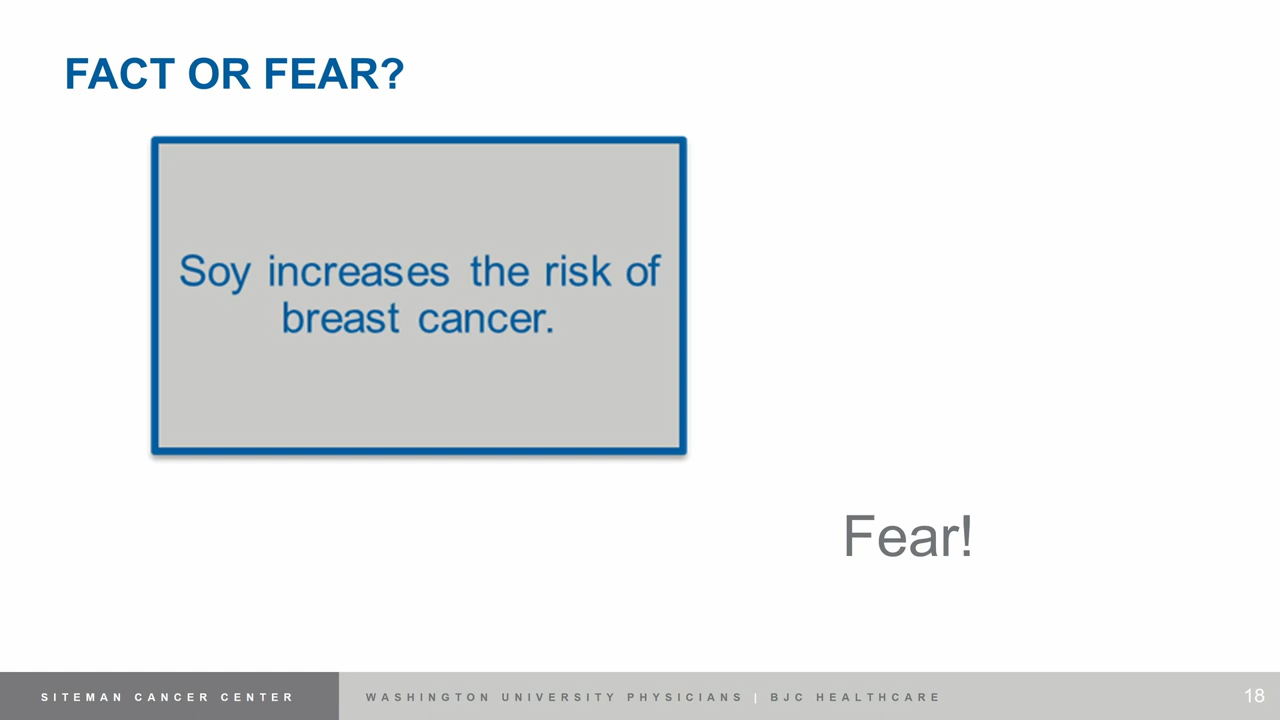 FACT OR FEAR?
Soy increases the risk of
breast cancer.
Fear!
SITEMAN CANCER CENTER
WASHINGTON UNIVERSITY PHYSICIANS | BJC HEALTHCARE
18